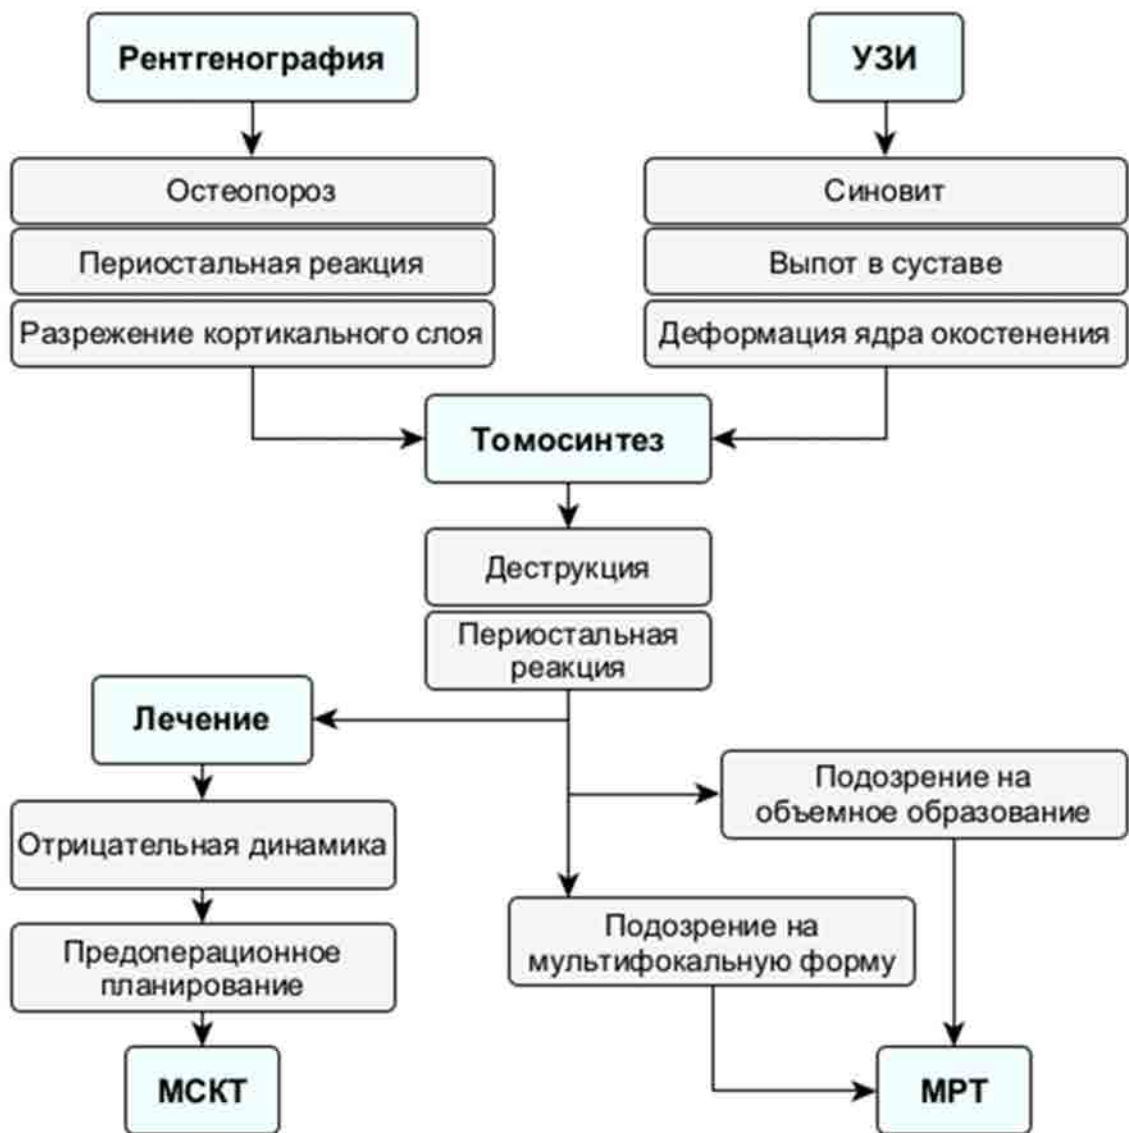 Рентгенография
УЗИ
Остеопороз
Периостальная реакция
Разрежение кортикального слоя
Синовит
Выпот в суставе
Деформация ядра окостенения
Томосинтез
Деструкция
Периостальная
реакция
Лечение
Отрицательная динамика
Предоперационное
планирование
МСКТ
Подозрение на
объемное образование
Подозрение на
мультифокальную форму
МРТ